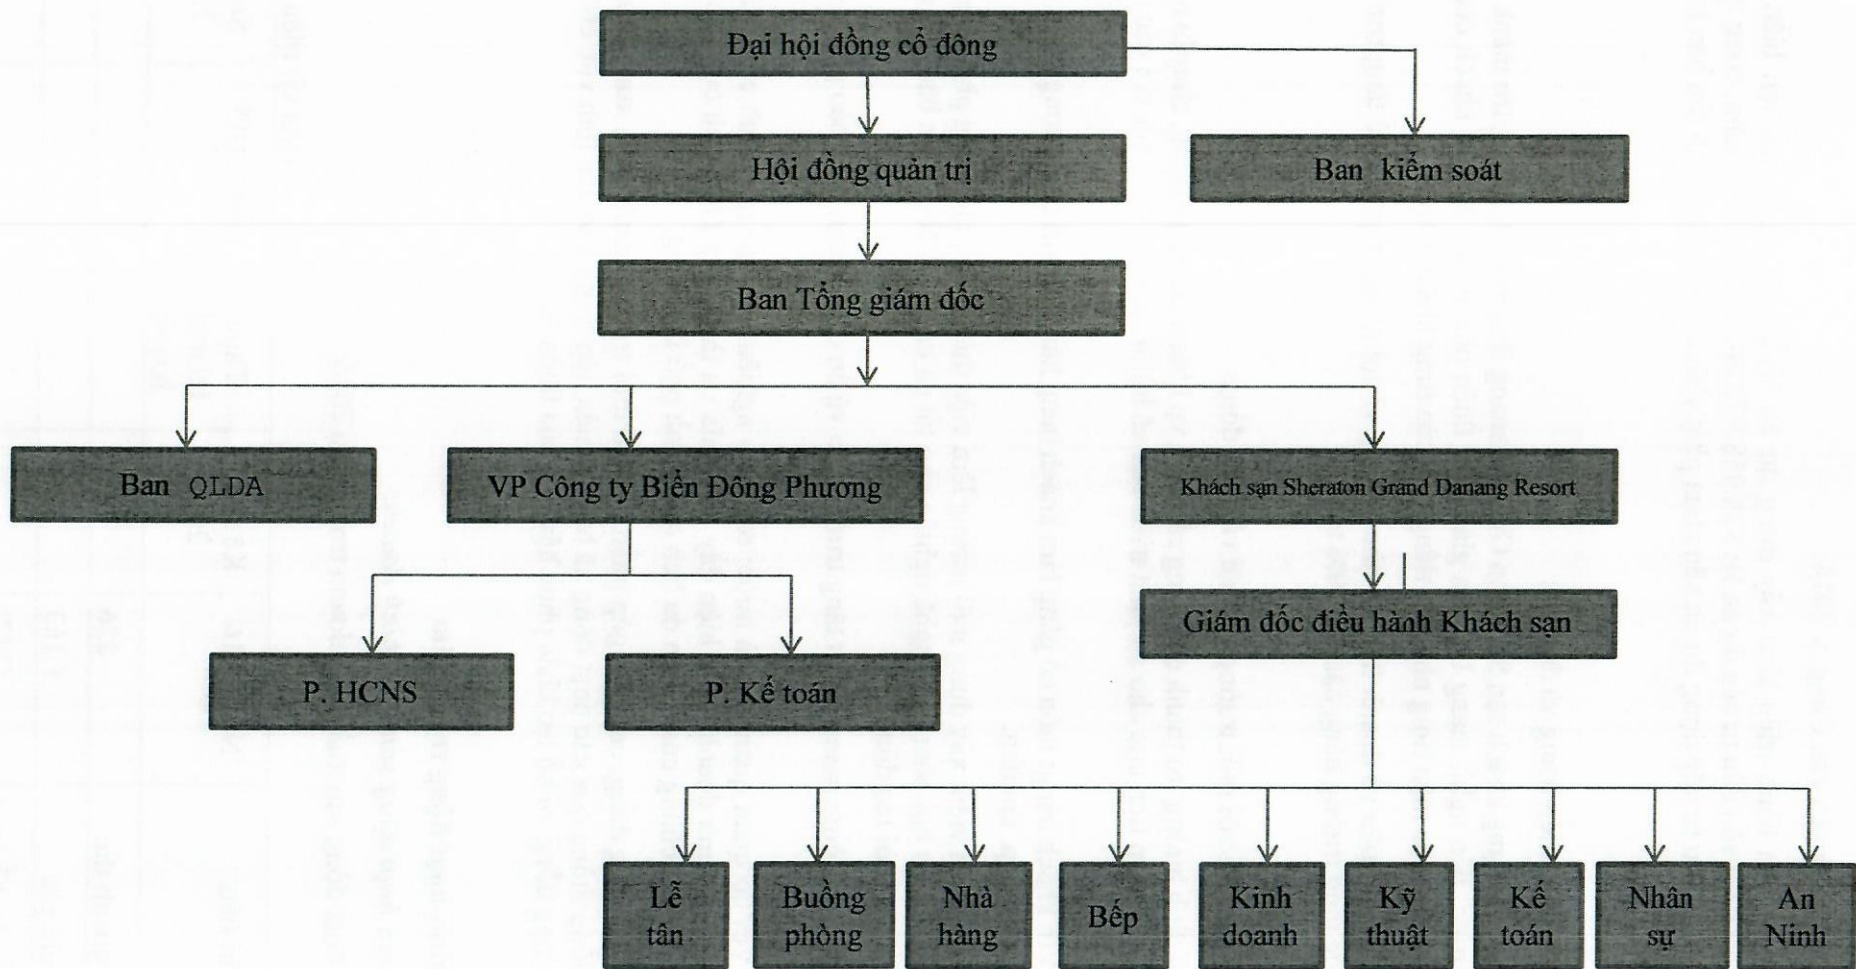 Đại hội đồng cổ đông
Hội đồng quản trị
Ban kiểm soát
Ban Tổng giám đốc
Ban QLDA
VP Công ty Biển Đông Phương
Khách sạn Sheraton Grand Danang Resort
Giám đốc điều hành Khách sạn
P. HCNS
P. Kế toán
Lễ
tân
Buồng
phòng
Nhà
hàng
Bếp
Kinh
doanh
Kỹ
thuật
Kế
toán
Nhân
sự
An
Ninh